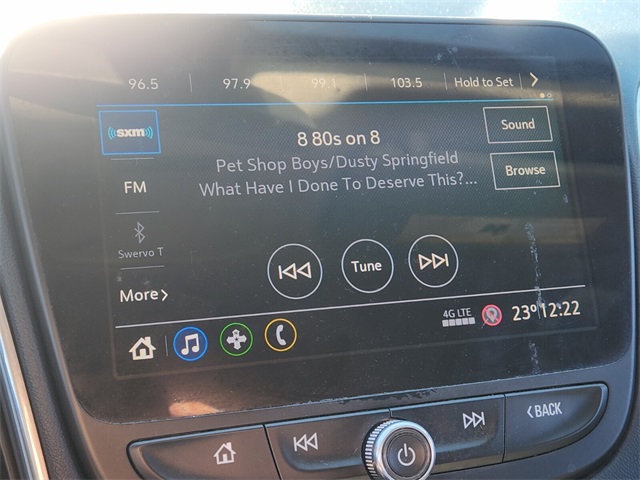 96.5 97.9 99.1 103.5 Hold to Set
sxm
8 80s on 8
Sound
Pet Shop Boys/Dusty Springfield
What Have I Done To Deserve This?...
Browse
FM
Swervo T
Tune
More
4G LTE
23° 12:22
BACK